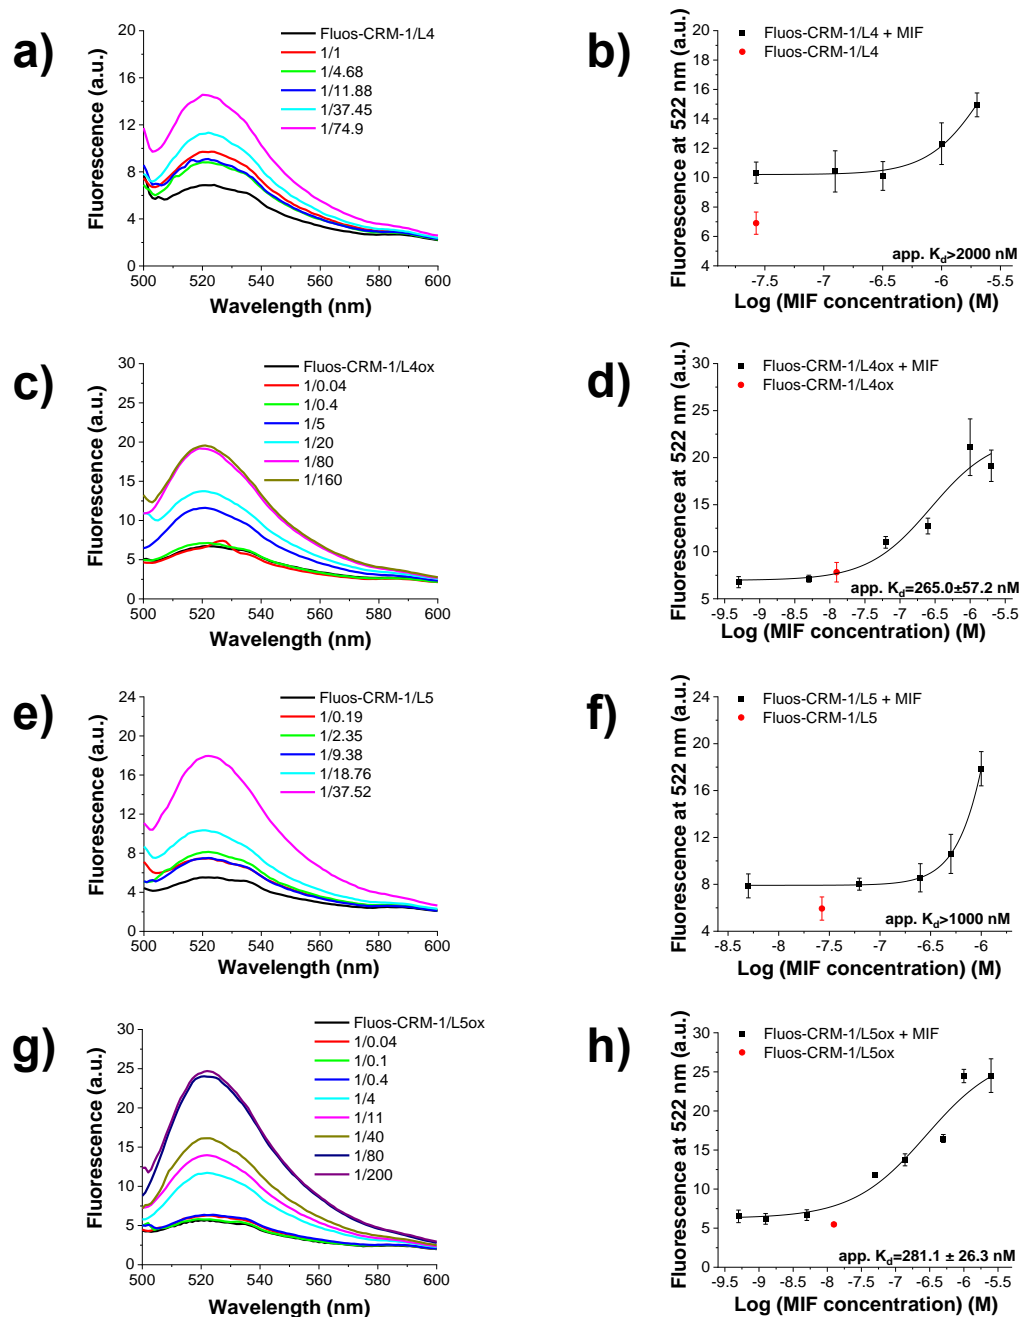 a)
Fluorescence (a.u.)
20
16
12
8
4
0
500 520 540 560 580 600
Wavelength (nm)
Fluos-CRM-1/L4
1/1
1/4.68
1/11.88
1/37.45
1/74.9
b)
Fluorescence at 522 nm (a.u.)
20
18
16
14
12
10
8
6
4
-7.5 -7.0 -6.5 -6.0 -5.5
Log (MIF concentration) (M)
Fluos-CRM-1/L4 + MIF
Fluos-CRM-1/L4
app. Kd>2000 nM
c)
Fluorescence (a.u.)
30
25
20
15
10
5
0
500 520 540 560 580 600
Wavelength (nm)
Fluos-CRM-1/L4ox
1/0.04
1/0.4
1/5
1/20
1/80
1/160
d)
Fluorescence at 522 nm (a.u.)
30
25
20
15
10
5
-9.5 -9.0 -8.5 -8.0 -7.5 -7.0 -6.5 -6.0 -5.5
Log (MIF concentration) (M)
Fluos-CRM-1/L4ox + MIF
Fluos-CRM-1/L4ox
app. Kd=265.0±57.2 nM
e)
Fluorescence (a.u.)
24
20
16
12
8
4
0
500 520 540 560 580 600
Wavelength (nm)
Fluos-CRM-1/L5
1/0.19
1/2.35
1/9.38
1/18.76
1/37.52
f)
Fluorescence at 522 nm (a.u.)
24
20
16
12
8
4
-8.5 -8.0 -7.5 -7.0 -6.5 -6.0
Log (MIF concentration) (M)
Fluos-CRM-1/L5 + MIF
Fluos-CRM-1/L5
app. Kd>1000 nM
g)
Fluorescence (a.u.)
30
25
20
15
10
5
0
500 520 540 560 580 600
Wavelength (nm)
Fluos-CRM-1/L5ox
1/0.04
1/0.1
1/0.4
1/4
1/11
1/40
1/80
1/200
h)
Fluorescence at 522 nm (a.u.)
30
25
20
15
10
5
0
-9.5 -9.0 -8.5 -8.0 -7.5 -7.0 -6.5 -6.0 -5.5
Log (MIF concentration) (M)
Fluos-CRM-1/L5ox + MIF
Fluos-CRM-1/L5ox
app. Kd=281.1 ± 26.3 nM